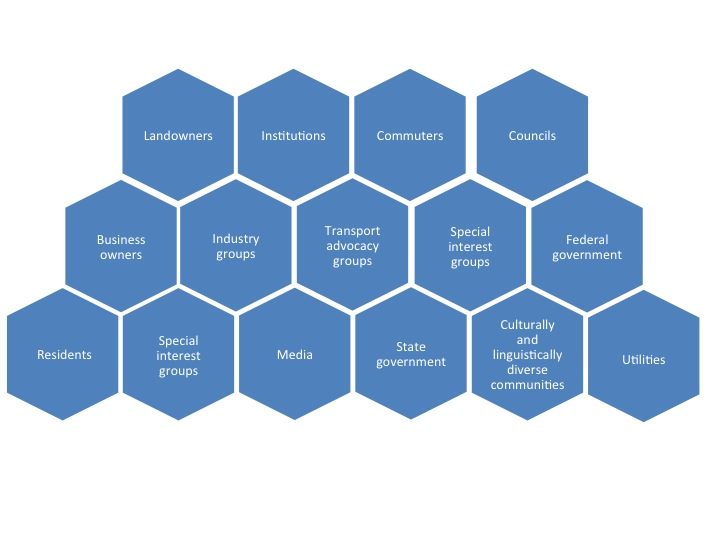 Landowners
Institutions
Commuters
Councils
Business
owners
Industry
groups
Transport
advocacy
groups
Special
interest
groups
Federal
government
Residents
Special
interest
groups
Media
State
government
Culturally
and
linguistically
diverse
communities
Utilities